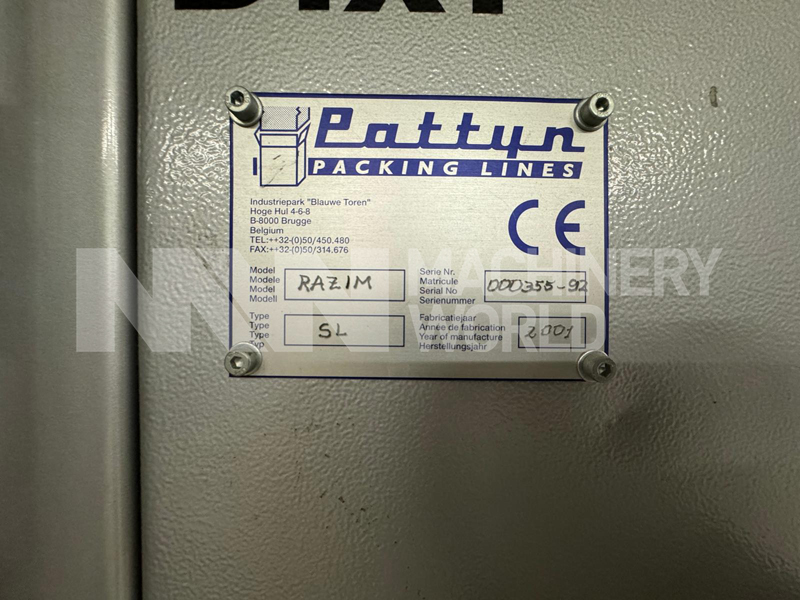 Pattyn
PACKING LINES
Industriepark "Blauwe Toren"
Hoge Hul 4-6-8
B-8000 Brugge
Belgium
TEL:++32-(0)50/450.480
FAX:++32-(0)50/314.676
CE
Model
Modele
Model
Modell
RAZIM
Serie Nr.
Matricule
Serial No
Serienummer
000355-92
Type
Type
Type
Typ
SL
Fabricatiejaar
Année de fabrication
Year of manufacture
Herstellungsjahr
2001
MACHINERY
WORLD